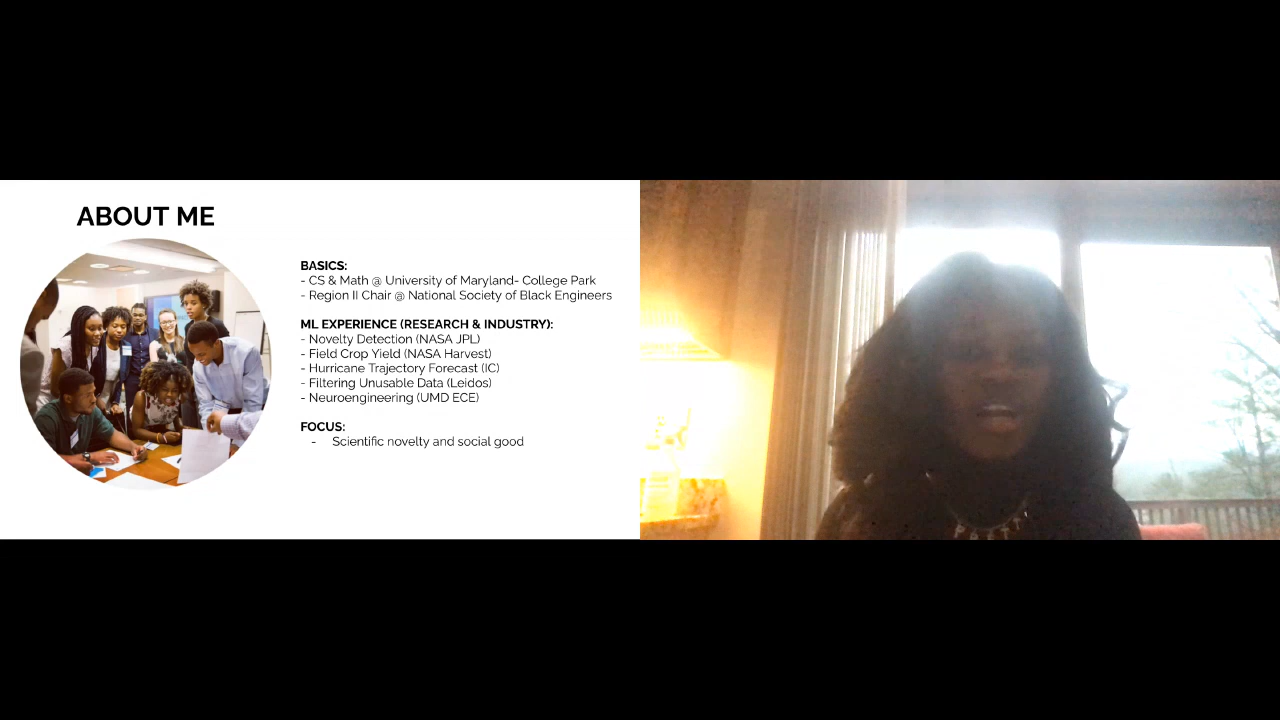 ABOUT ME
BASICS:
- CS & Math @ University of Maryland- College Park
- Region II Chair @ National Society of Black Engineers
ML EXPERIENCE (RESEARCH & INDUSTRY):
- Novelty Detection (NASA JPL)
- Field Crop Yield (NASA Harvest)
- Hurricane Trajectory Forecast (IC)
- Filtering Unusable Data (Leidos)
- Neuroengineering (UMD ECE)
FOCUS:
- Scientific novelty and social good